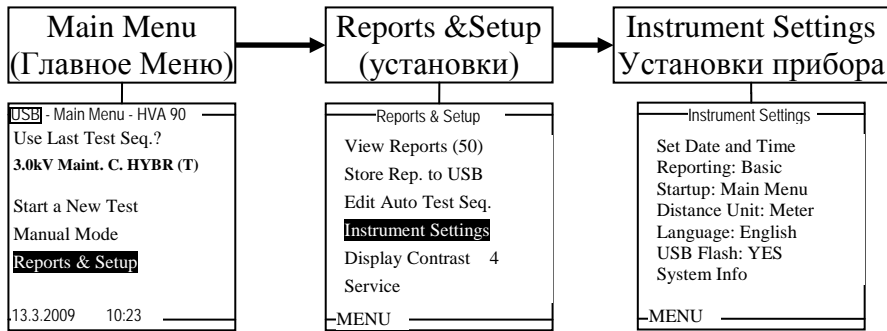 Main Menu
(Главное Меню)
Reports &Setup
(установки)
Instrument Settings
Установки прибора
USB - Main Menu - HVA 90
Use Last Test Seq.?
3.0kV Maint. C. HYBR (T)
Start a New Test
Manual Mode
Reports & Setup
13.3.2009 10:23
Reports & Setup
View Reports (50)
Store Rep. to USB
Edit Auto Test Seq.
Instrument Settings
Display Contrast 4
Service
MENU
Instrument Settings
Set Date and Time
Reporting: Basic
Startup: Main Menu
Distance Unit: Meter
Language: English
USB Flash: YES
System Info
MENU